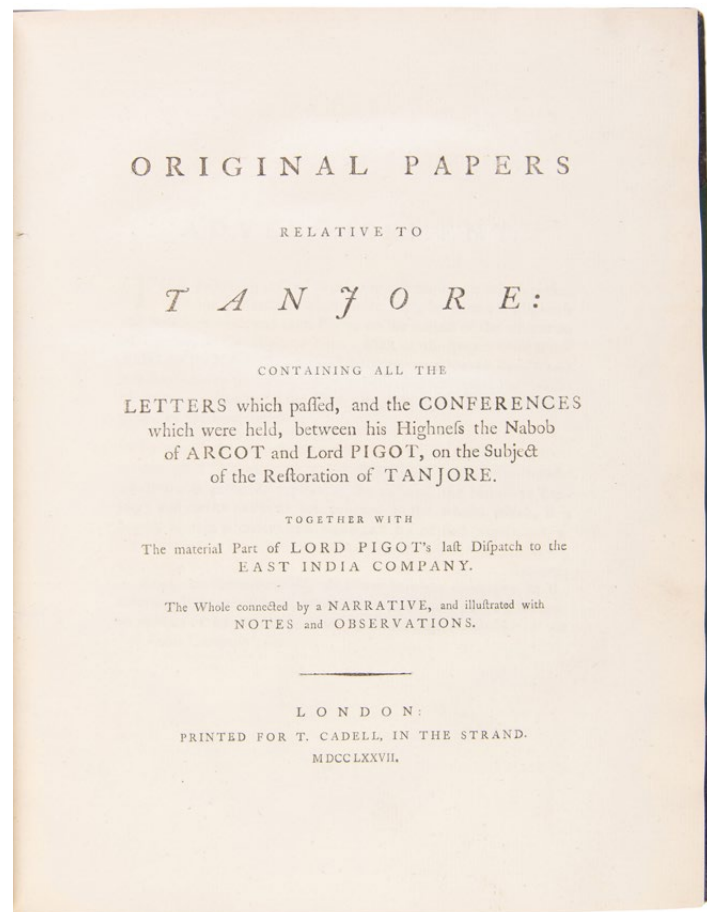 ORIGINAL PAPERS
RELATIVE TO
TANJORE:
CONTAINING ALL THE
LETTERS which paſſed, and the CONFERENCES
which were held, between his Highneſs the Nabob
of ARCOT and Lord PIGOT, on the Subject
of the Reſtoration of TANJORE.
TOGETHER WITH
The material Part of LORD PIGOT's laſt Diſpatch to the
EAST INDIA COMPANY.
The Whole connected by a NARRATIVE, and illuſtrated with
NOTES and OBSERVATIONS.
LONDON:
PRINTED FOR T. CADELL, IN THE STRAND.
MDCCLXXVII.